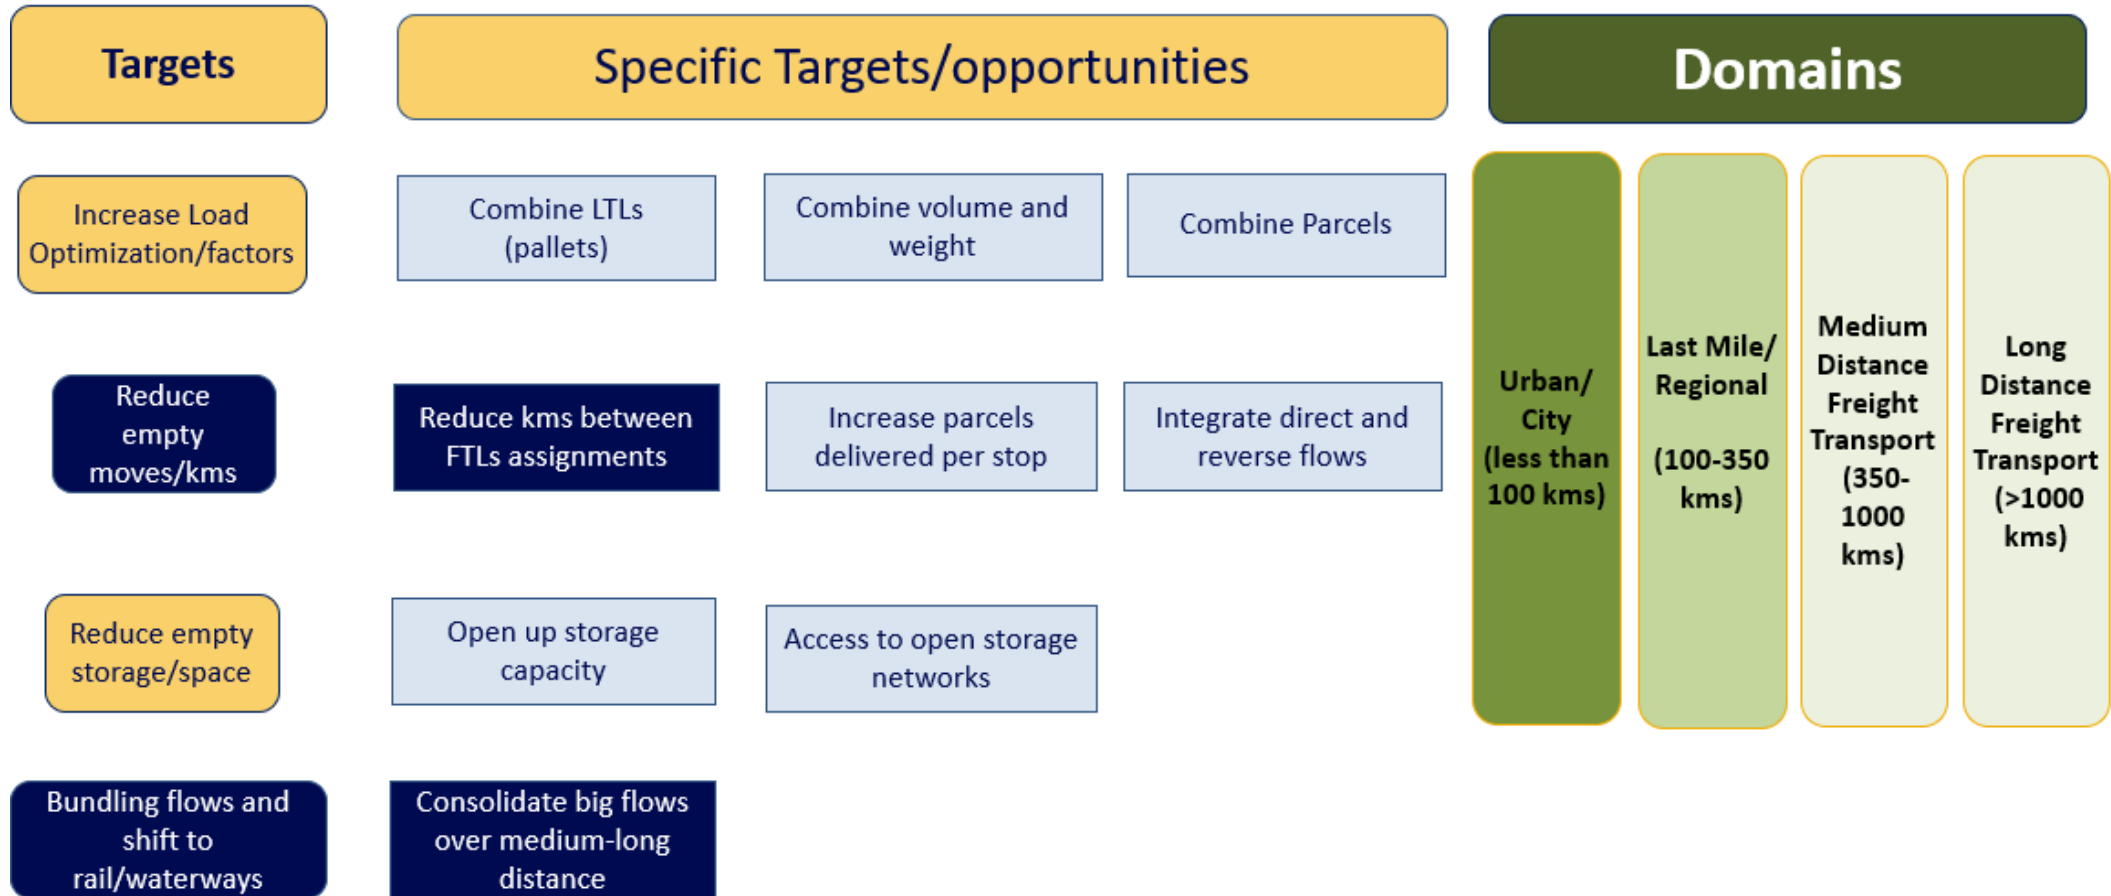 Targets
Specific Targets/opportunities
Domains
Increase Load
Optimization/factors
Combine LTLs
(pallets)
Combine volume and
weight
Combine Parcels
Reduce
empty
moves/kms
Reduce kms between
FTLs assignments
Increase parcels
delivered per stop
Integrate direct and
reverse flows
Reduce empty
storage/space
Open up storage
capacity
Access to open storage
networks
Bundling flows and
shift to
rail/waterways
Consolidate big flows
over medium-long
distance
Urban/
City
(less than
100 kms)
Last Mile/
Regional
(100-350
kms)
Medium
Distance
Freight
Transport
(350-
1000
kms)
Long
Distance
Freight
Transport
(>1000
kms)